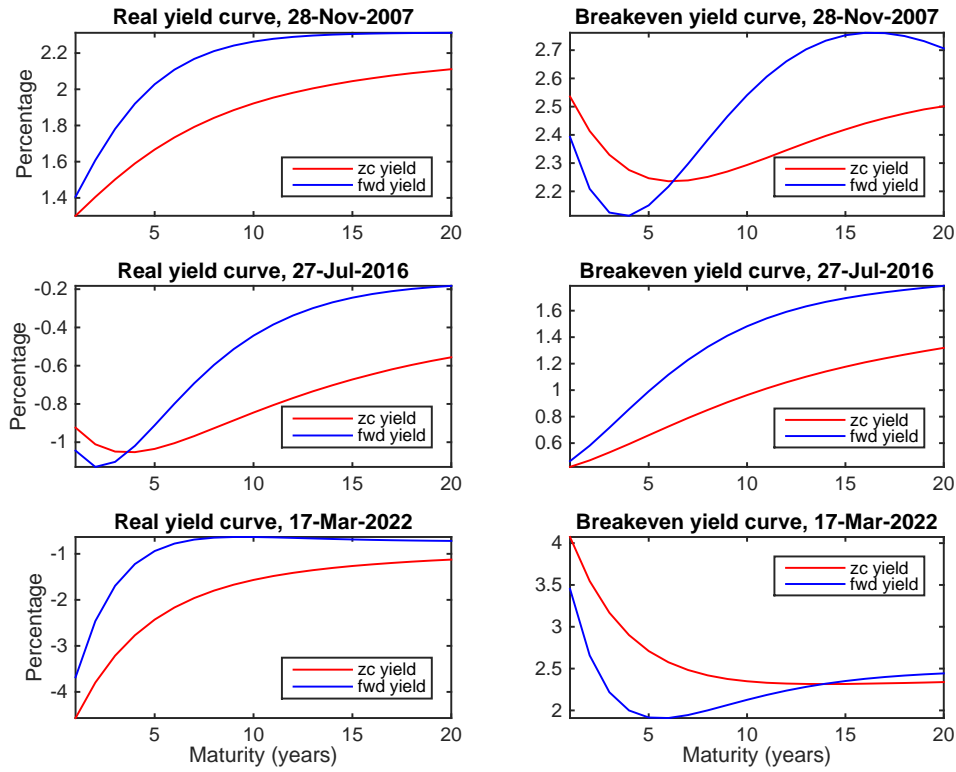 Real yield curve, 28-Nov-2007
Percentage
2.2
2
1.8
1.6
1.4
5
10
15
20
zc yield
fwd yield
Breakeven yield curve, 28-Nov-2007
2.7
2.6
2.5
2.4
2.3
2.2
5
10
15
20
zc yield
fwd yield
Real yield curve, 27-Jul-2016
Percentage
-0.2
-0.4
-0.6
-0.8
-1
5
10
15
20
zc yield
fwd yield
Breakeven yield curve, 27-Jul-2016
1.6
1.4
1.2
1
0.8
0.6
5
10
15
20
zc yield
fwd yield
Real yield curve, 17-Mar-2022
Percentage
-1
-2
-3
-4
5
10
15
20
zc yield
fwd yield
Maturity (years)
Breakeven yield curve, 17-Mar-2022
4
3.5
3
2.5
2
5
10
15
20
zc yield
fwd yield
Maturity (years)